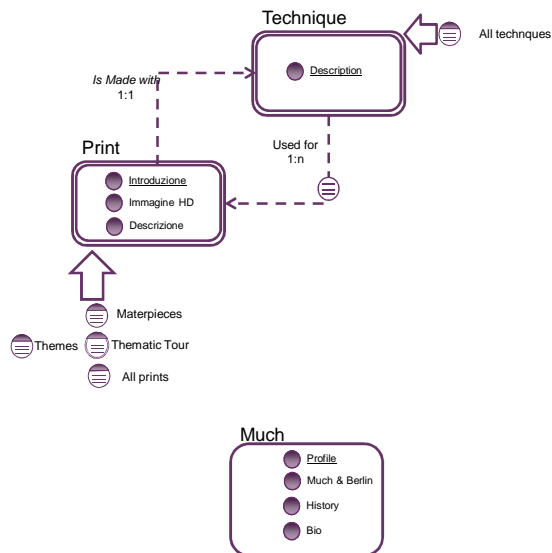 Technique
All technques
Description
Is Made with
1:1
Used for
1:n
Print
Introduzione
Immagine HD
Descrizione
Materpieces
Themes
Thematic Tour
All prints
Much
Profile
Much & Berlin
History
Bio